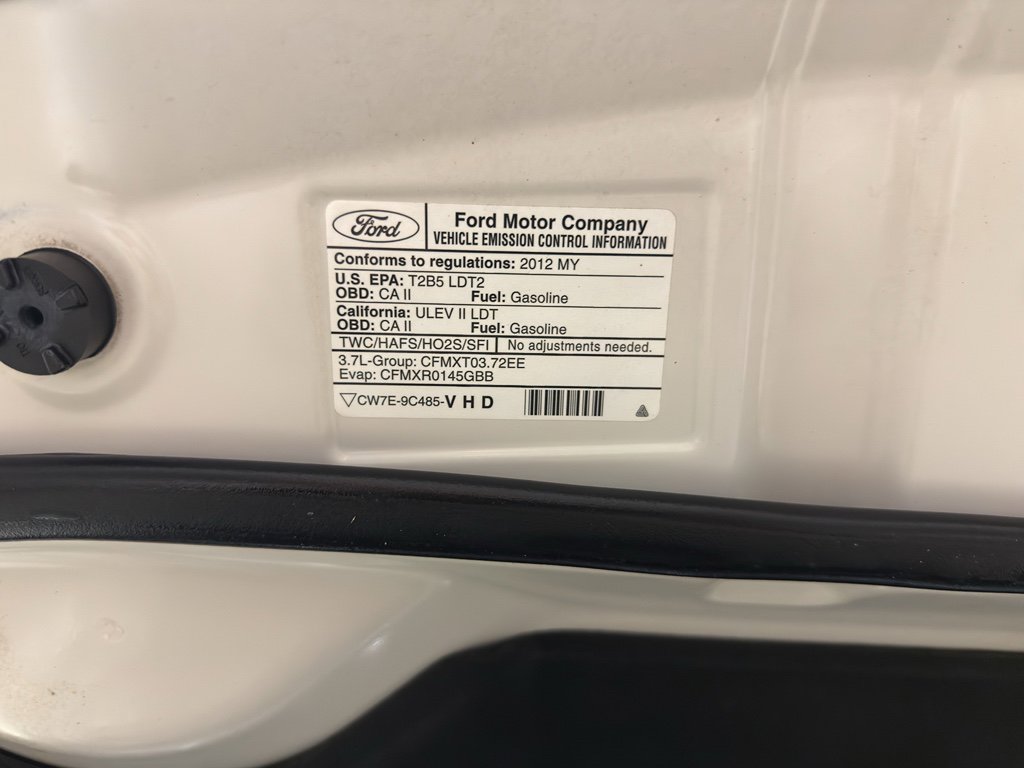 Ford
Ford Motor Company
VEHICLE EMISSION CONTROL INFORMATION
Conforms to regulations: 2012 MY
U.S. EPA: T2B5 LDT2
OBD: CA II Fuel: Gasoline
California: ULEV II LDT
OBD: CA II Fuel: Gasoline
TWC/HAFS/HO2S/SFI No adjustments needed.
3.7L-Group: CFMXT03.72EE
Evap: CFMXR0145GBB
CW7E-9C485-V H D